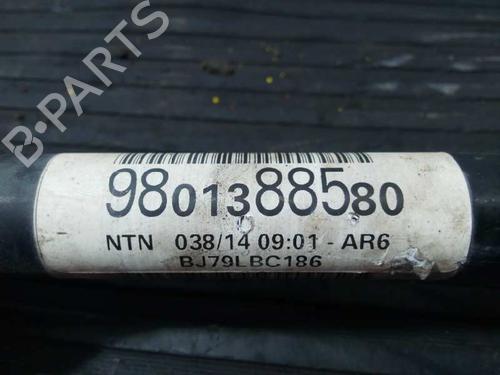 B-PARTS
9801388580
NTN 038/14 09:01 - AR6
BJ79LBC186